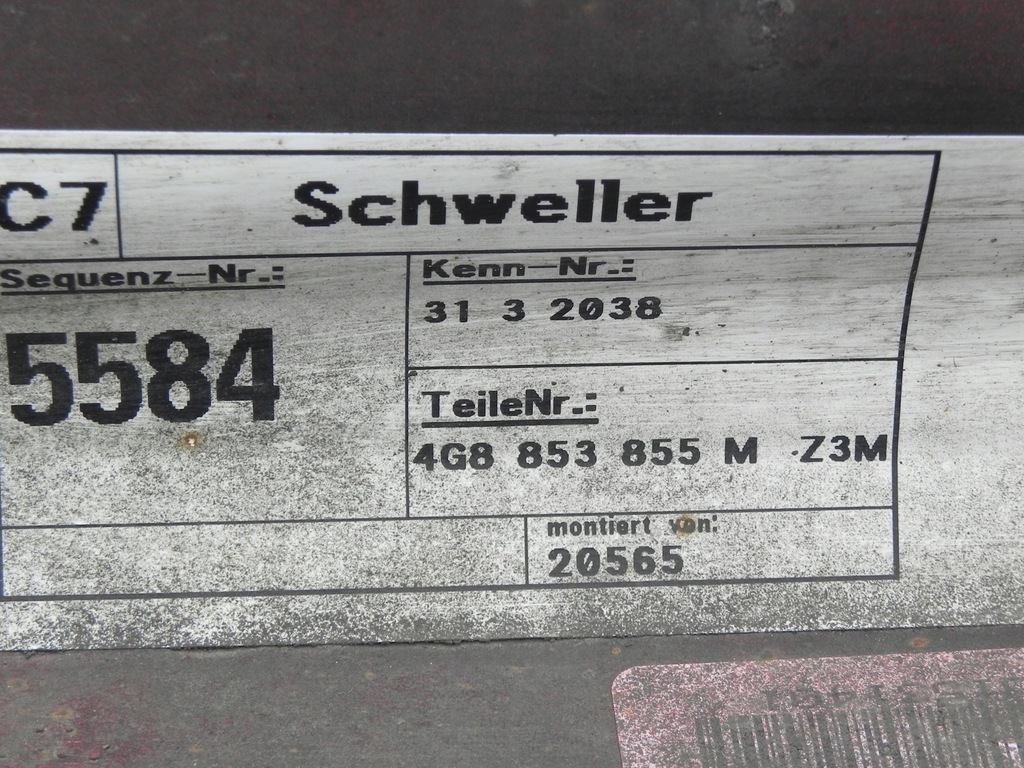 C7 Schweller
Sequenz-Nr.:
5584
Kenn-Nr.:
31 3 2038
TeileNr.:
4G8 853 855 M Z3M
montiert von:
20565